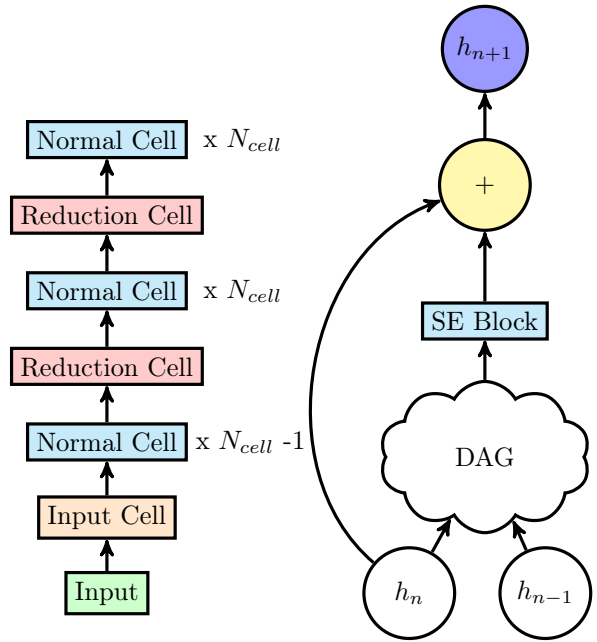 Normal Cell x N_{cell}
Reduction Cell
Normal Cell x N_{cell}
Reduction Cell
Normal Cell x N_{cell} -1
Input Cell
Input
h_{n+1}
+
SE Block
DAG
h_n
h_{n-1}